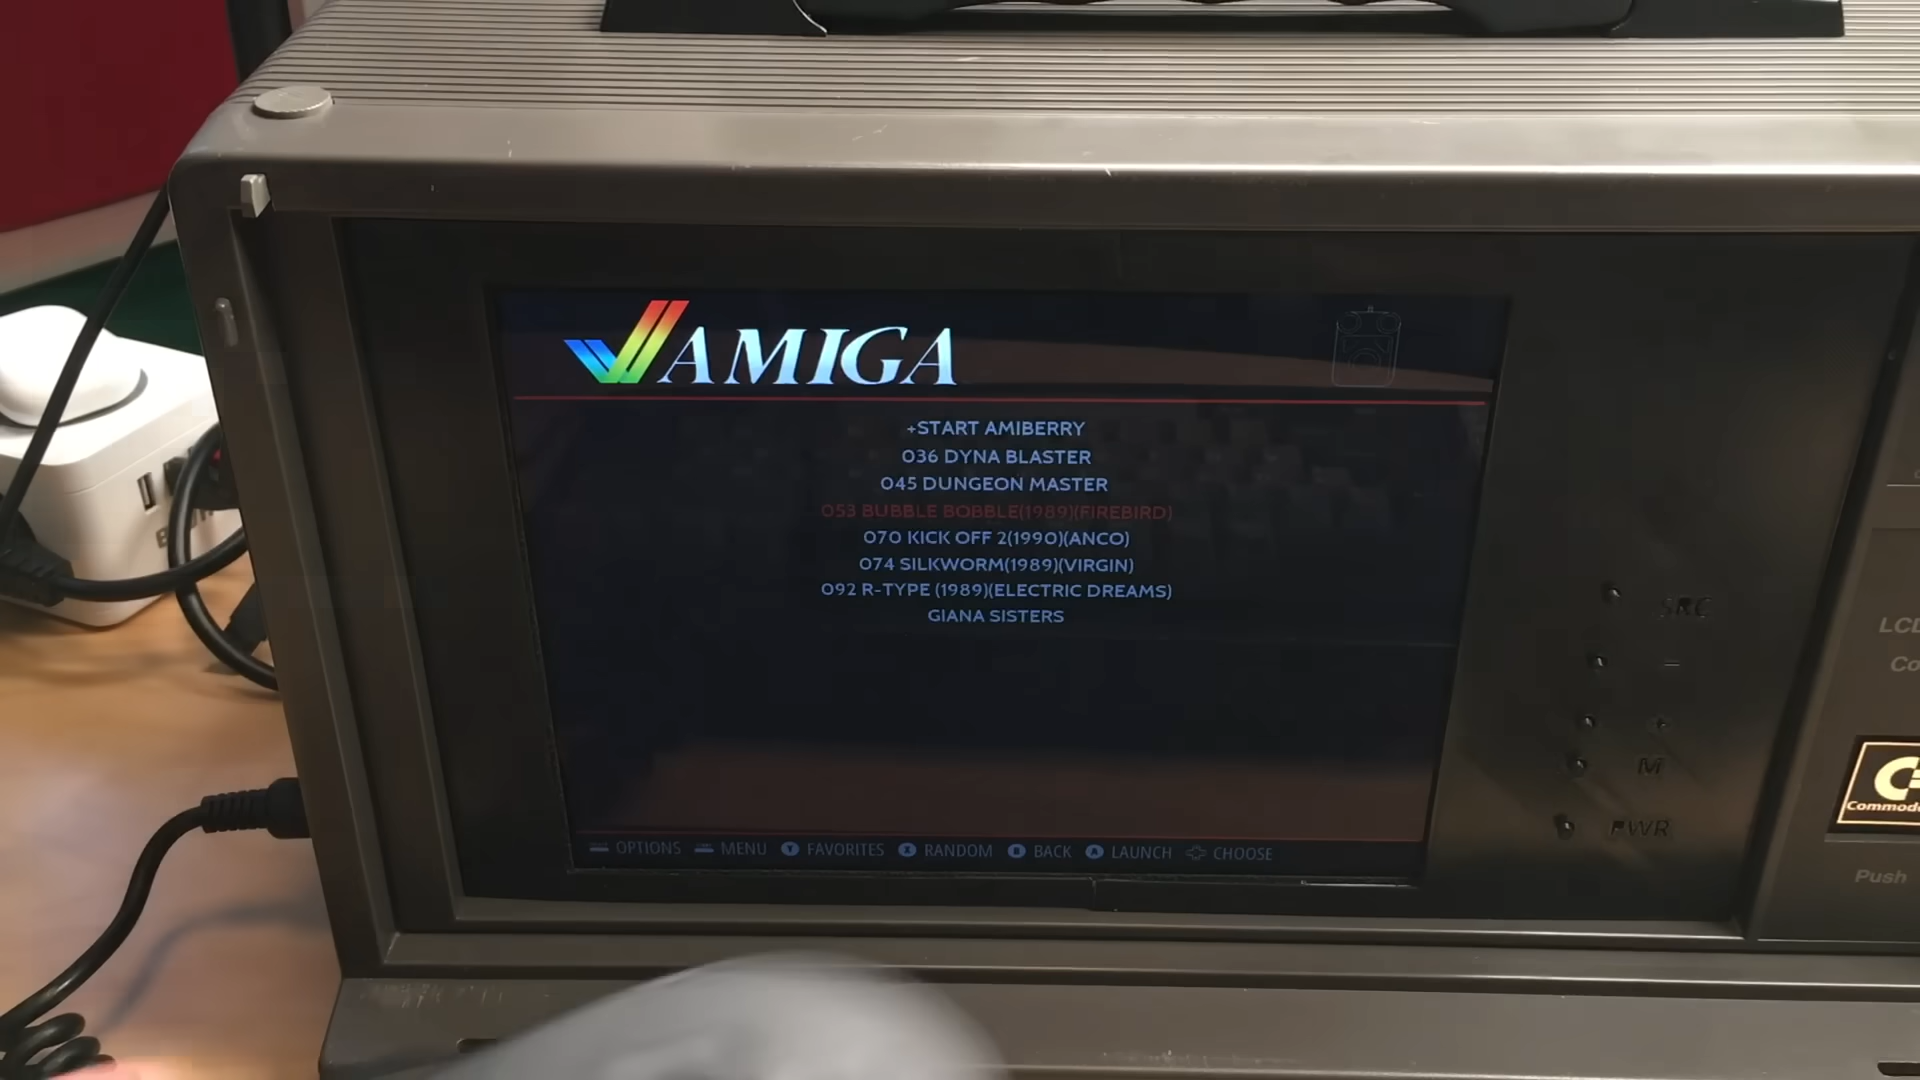 AMIGA
+START AMIBERRY
036 DYNA BLASTER
045 DUNGEON MASTER
053 BUBBLE BOBBLE(1989)(FIREBIRD)
070 KICK OFF 2(1990)(ANCO)
074 SILKWORM(1989)(VIRGIN)
092 R-TYPE (1989)(ELECTRIC DREAMS)
GIANA SISTERS
OPTIONS MENU Y FAVORITES X RANDOM B BACK A LAUNCH CHOOSE
SRC
-
+
M
PWR
LCD
Co
Commodo
Push